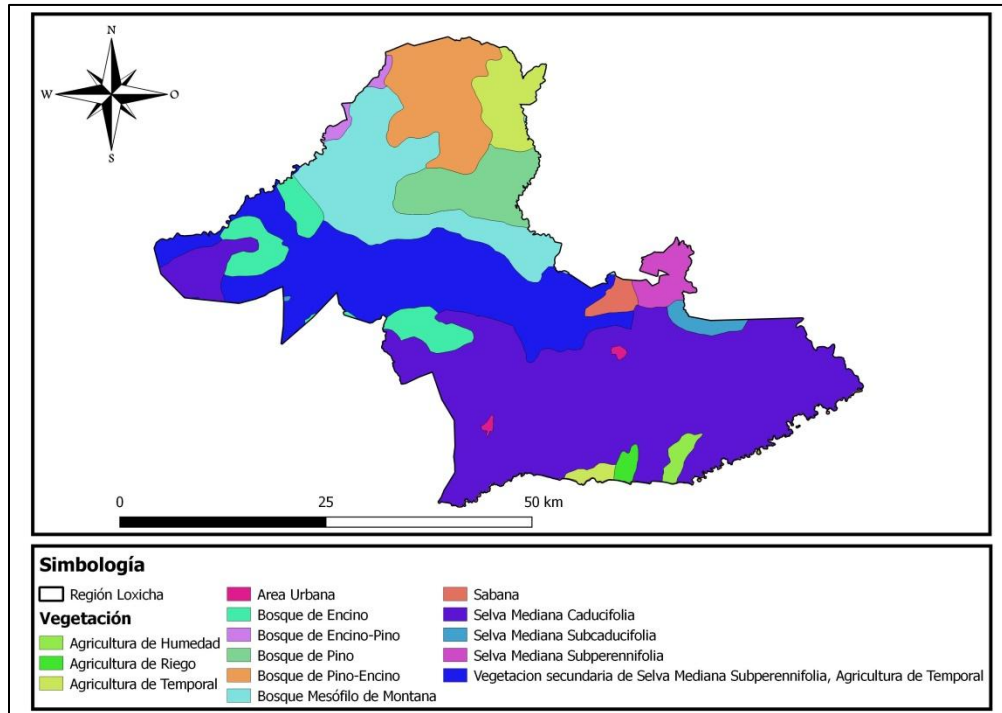 N
W
O
S
0
25
50 km
Simbología
Región Loxicha
Vegetación
Agricultura de Humedad
Agricultura de Riego
Agricultura de Temporal
Area Urbana
Bosque de Encino
Bosque de Encino-Pino
Bosque de Pino
Bosque de Pino-Encino
Bosque Mesófilo de Montana
Sabana
Selva Mediana Caducifolia
Selva Mediana Subcaducifolia
Selva Mediana Subperennifolia
Vegetacion secundaria de Selva Mediana Subperennifolia, Agricultura de Temporal